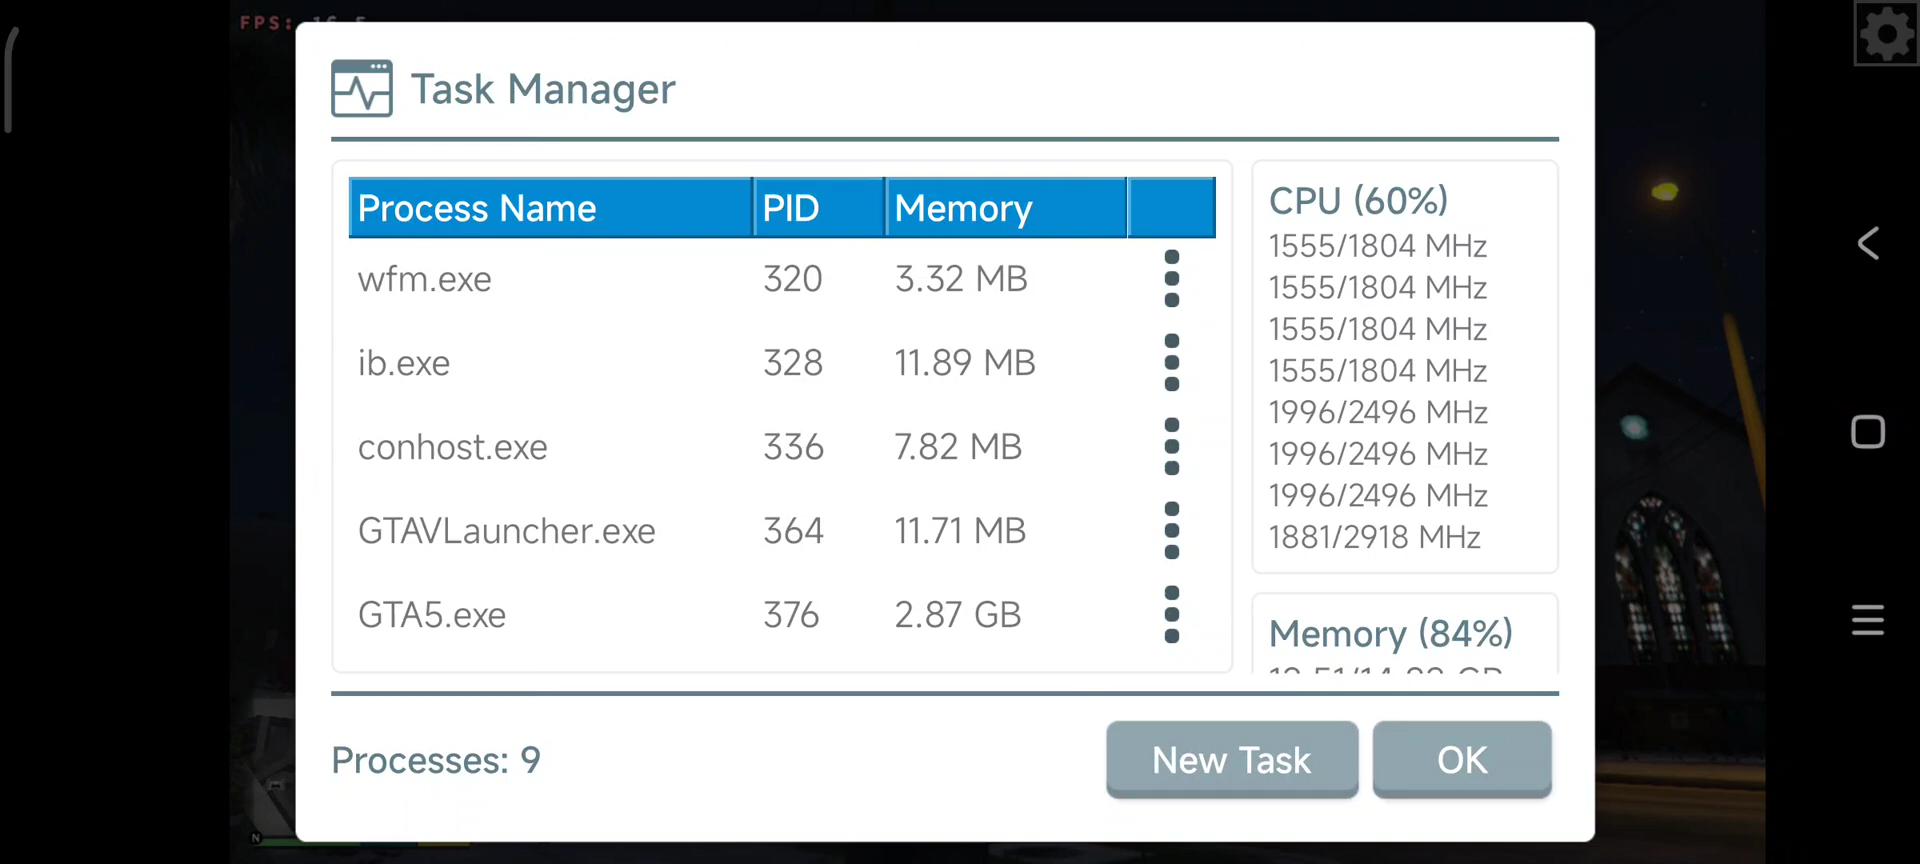 FPS:
Task Manager
Process Name PID Memory
wfm.exe 320 3.32 MB
ib.exe 328 11.89 MB
conhost.exe 336 7.82 MB
GTAVLauncher.exe 364 11.71 MB
GTA5.exe 376 2.87 GB
CPU (60%)
1555/1804 MHz
1555/1804 MHz
1555/1804 MHz
1555/1804 MHz
1996/2496 MHz
1996/2496 MHz
1996/2496 MHz
1881/2918 MHz
Memory (84%)
Processes: 9
New Task
OK
N